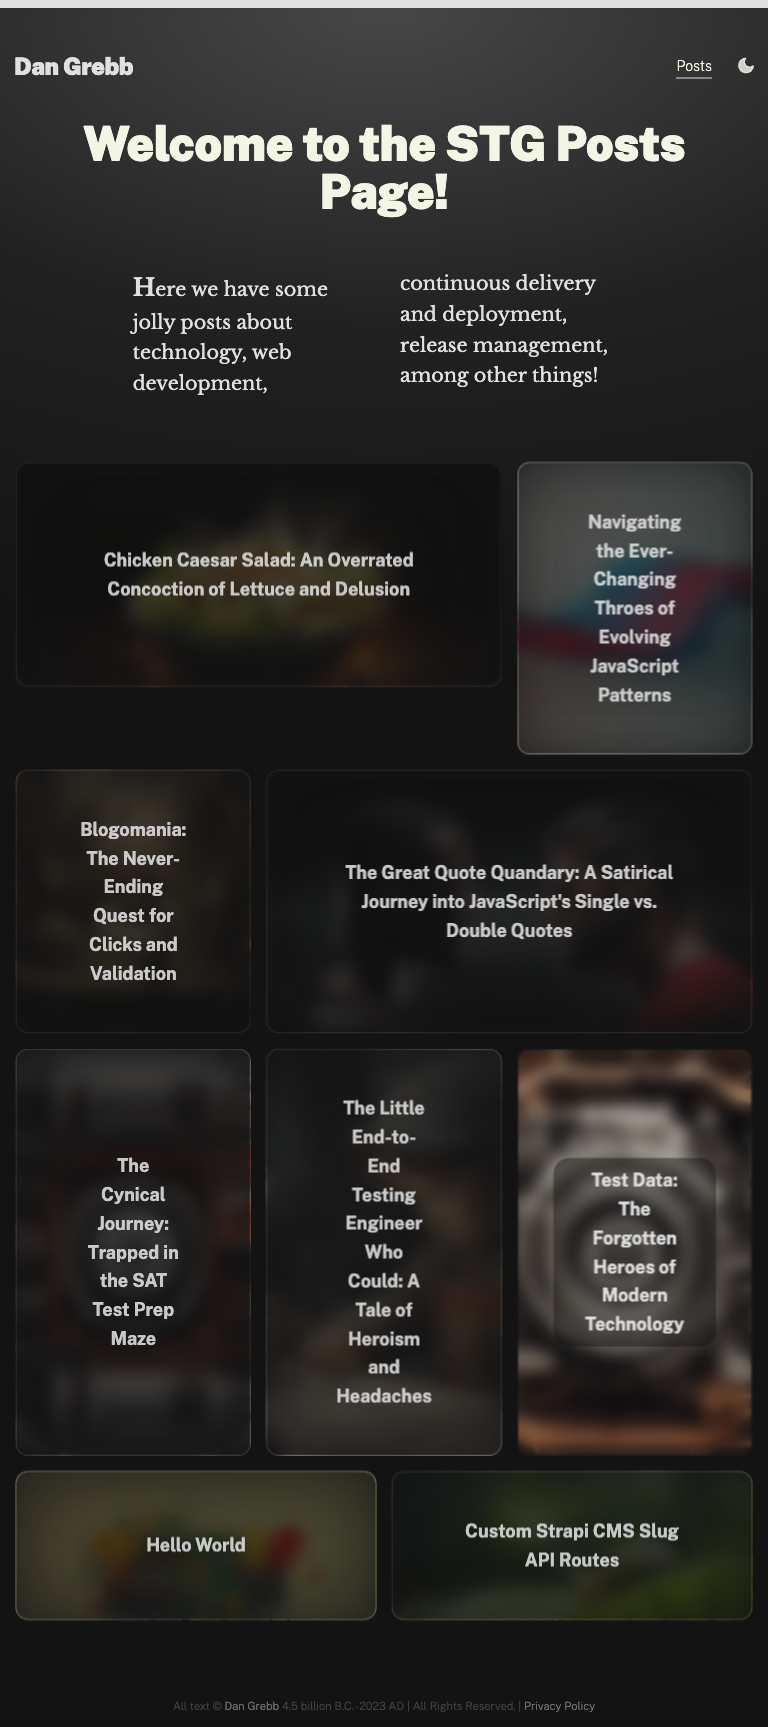 Dan Grebb
Posts
Welcome to the STG Posts
Page!
Here we have some
jolly posts about
technology, web
development,
continuous delivery
and deployment,
release management,
among other things!
Chicken Caesar Salad: An Overrated
Concoction of Lettuce and Delusion
Navigating
the Ever-
Changing
Throes of
Evolving
JavaScript
Patterns
Blogomania:
The Never-
Ending
Quest for
Clicks and
Validation
The Great Quote Quandary: A Satirical
Journey into JavaScript's Single vs.
Double Quotes
The
Cynical
Journey:
Trapped in
the SAT
Test Prep
Maze
The Little
End-to-
End
Testing
Engineer
Who
Could: A
Tale of
Heroism
and
Headaches
Test Data:
The
Forgotten
Heroes of
Modern
Technology
Hello World
Custom Strapi CMS Slug
API Routes
All text © Dan Grebb 4.5 billion B.C.-2023 AD | All Rights Reserved. | Privacy Policy